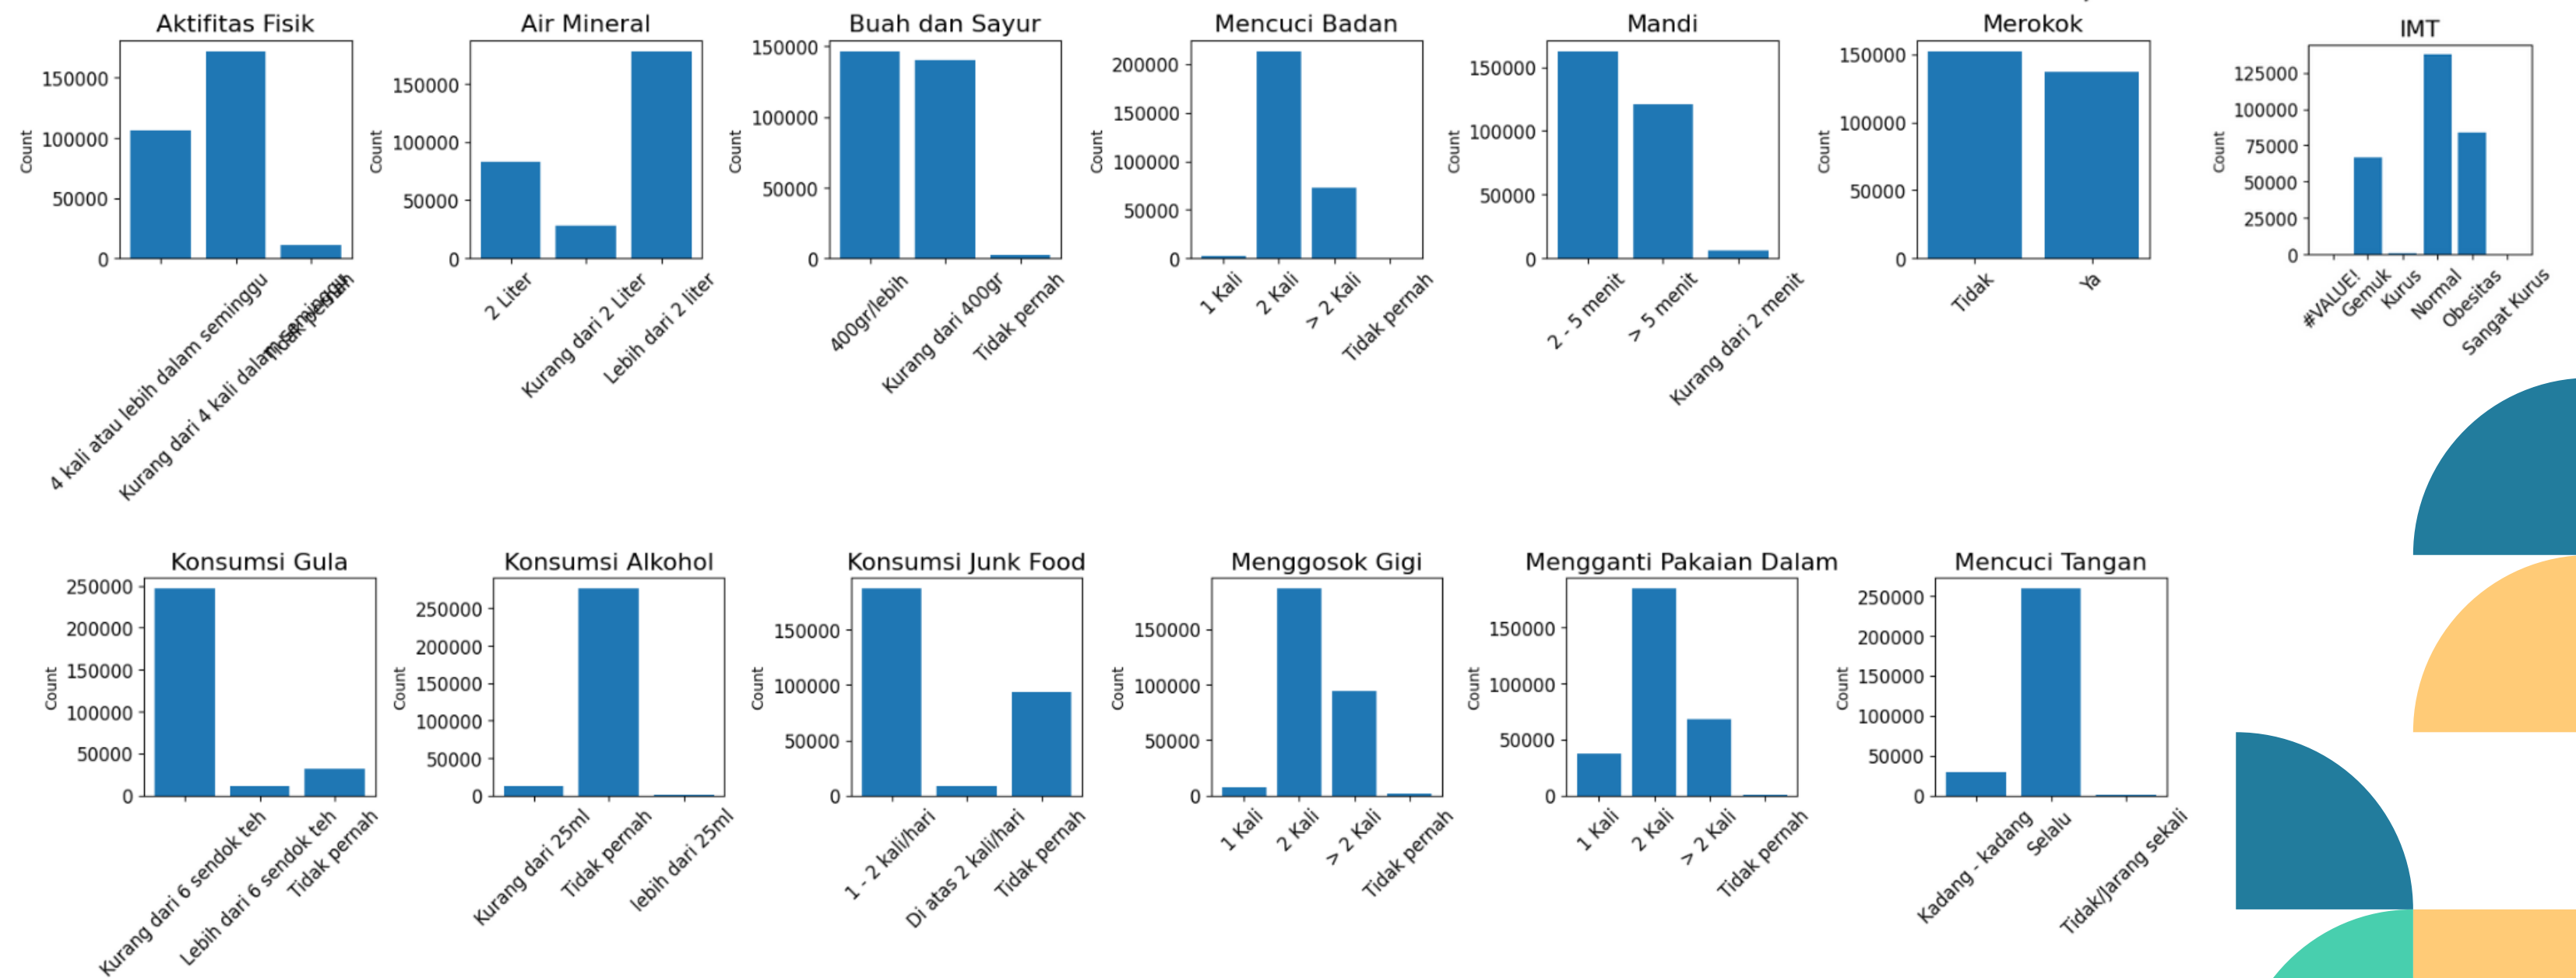 Aktifitas Fisik
Count
150000
100000
50000
0
4 kali atau lebih dalam seminggu
Kurang dari 4 kali dalam seminggu
Tidak pernah
Air Mineral
Count
150000
100000
50000
0
2 Liter
Kurang dari 2 Liter
Lebih dari 2 liter
Buah dan Sayur
Count
150000
100000
50000
0
400gr/lebih
Kurang dari 400gr
Tidak pernah
Mencuci Badan
Count
200000
150000
100000
50000
0
1 Kali
2 Kali
> 2 Kali
Tidak pernah
Mandi
Count
150000
100000
50000
0
2 - 5 menit
> 5 menit
Kurang dari 2 menit
Merokok
Count
150000
100000
50000
0
Tidak
Ya
IMT
Count
125000
100000
75000
50000
25000
0
#VALUE!
Gemuk
Kurus
Normal
Obesitas
Sangat Kurus
Konsumsi Gula
Count
250000
200000
150000
100000
50000
0
Kurang dari 6 sendok teh
Lebih dari 6 sendok teh
Tidak pernah
Konsumsi Alkohol
Count
250000
200000
150000
100000
50000
0
Kurang dari 25ml
Tidak pernah
lebih dari 25ml
Konsumsi Junk Food
Count
150000
100000
50000
0
1 - 2 kali/hari
Di atas 2 kali/hari
Tidak pernah
Menggosok Gigi
Count
150000
100000
50000
0
1 Kali
2 Kali
> 2 Kali
Tidak pernah
Mengganti Pakaian Dalam
Count
150000
100000
50000
0
1 Kali
2 Kali
> 2 Kali
Tidak pernah
Mencuci Tangan
Count
250000
200000
150000
100000
50000
0
Kadang - kadang
Selalu
Tidak/Jarang sekali